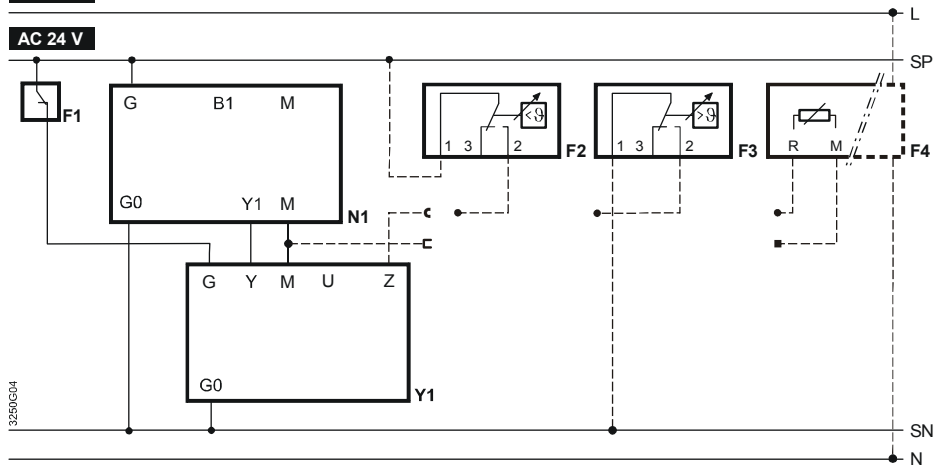 L
AC 24 V
SP
F1
G B1 M
G0 Y1 M
N1
<ϑ
1 3 2
F2
>ϑ
1 3 2
F3
R M
F4
G Y M U Z
G0
Y1
3250G04
SN
N